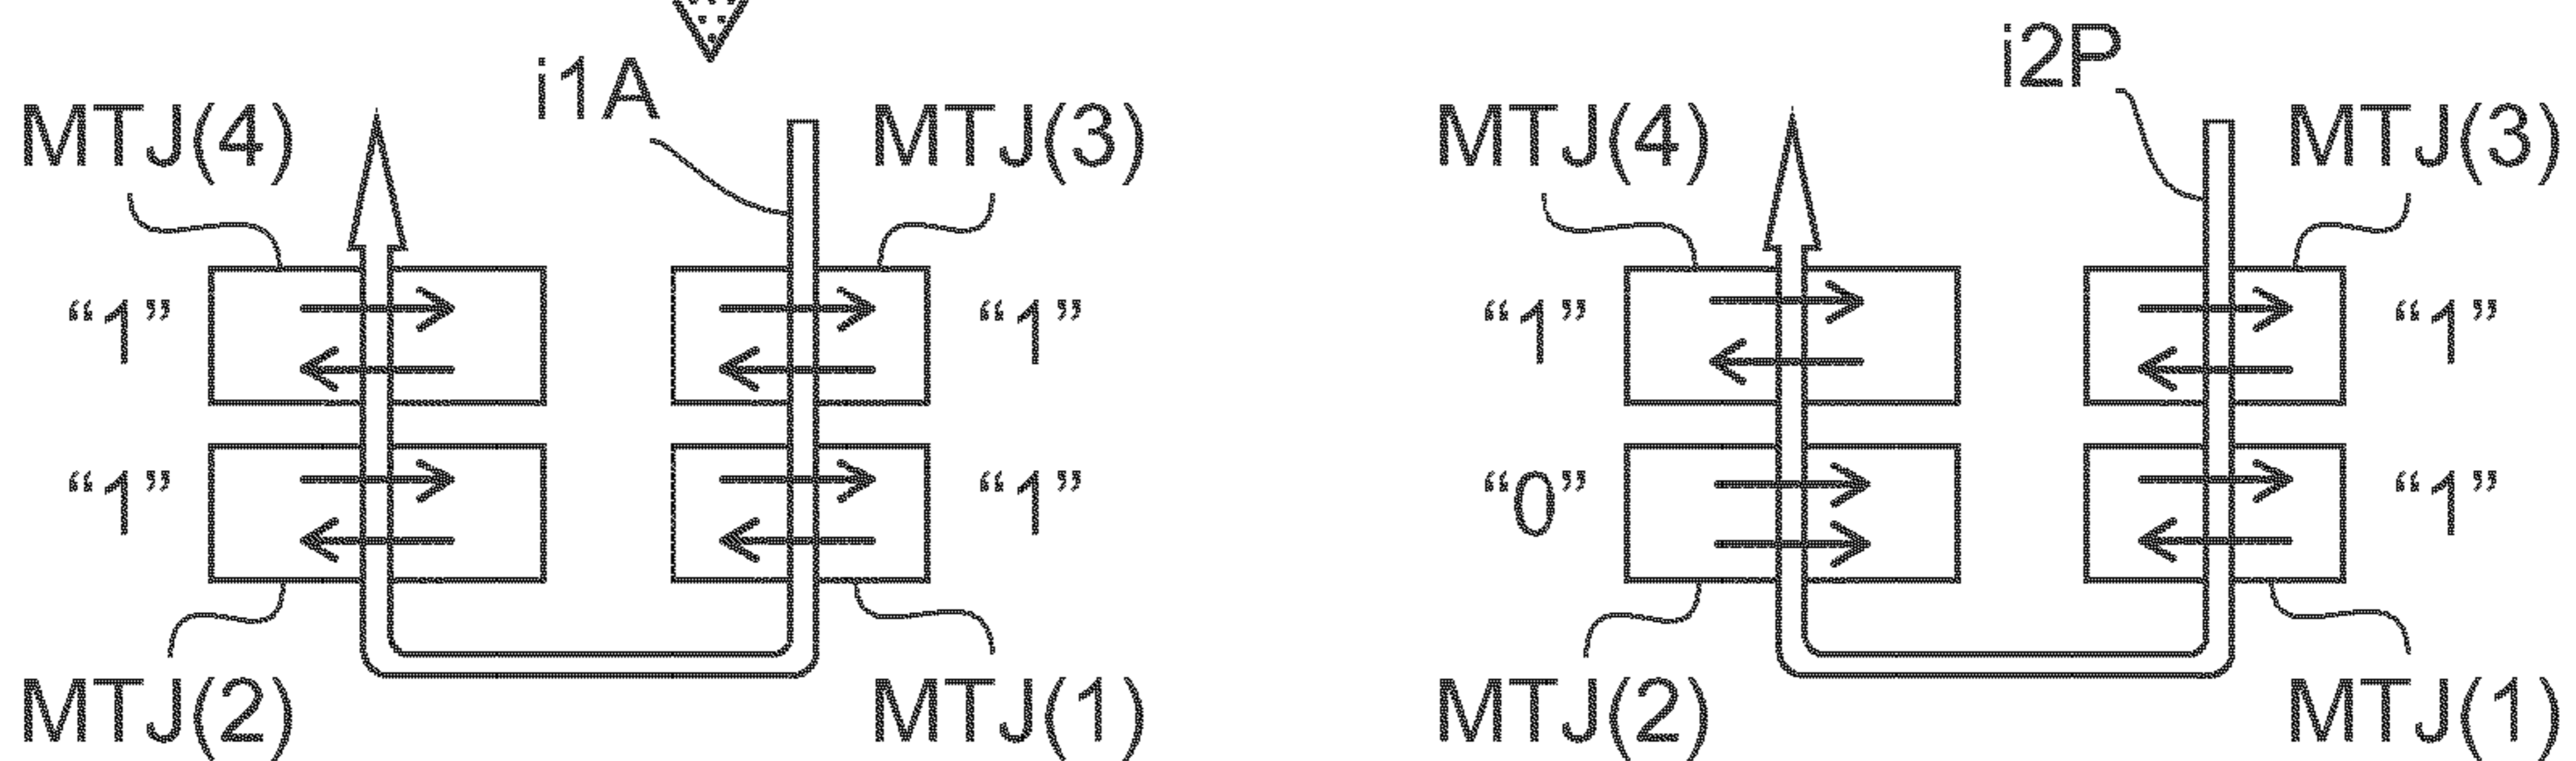 i1A
MTJ(4) MTJ(3)
“1” “1”
“1” “1”
MTJ(2) MTJ(1)
i2P
MTJ(4) MTJ(3)
“1” “1”
“0” “1”
MTJ(2) MTJ(1)